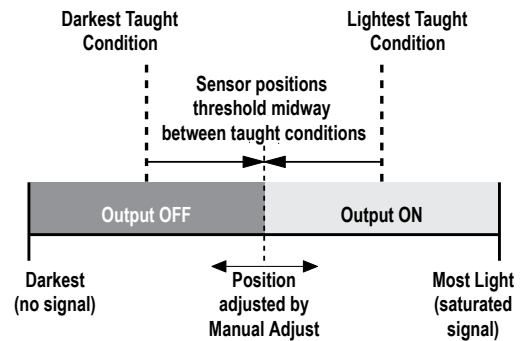 Darkest Taught
Condition
Lightest Taught
Condition
Sensor positions
threshold midway
between taught conditions
Output OFF
Output ON
Darkest
(no signal)
Position
adjusted by
Manual Adjust
Most Light
(saturated
signal)